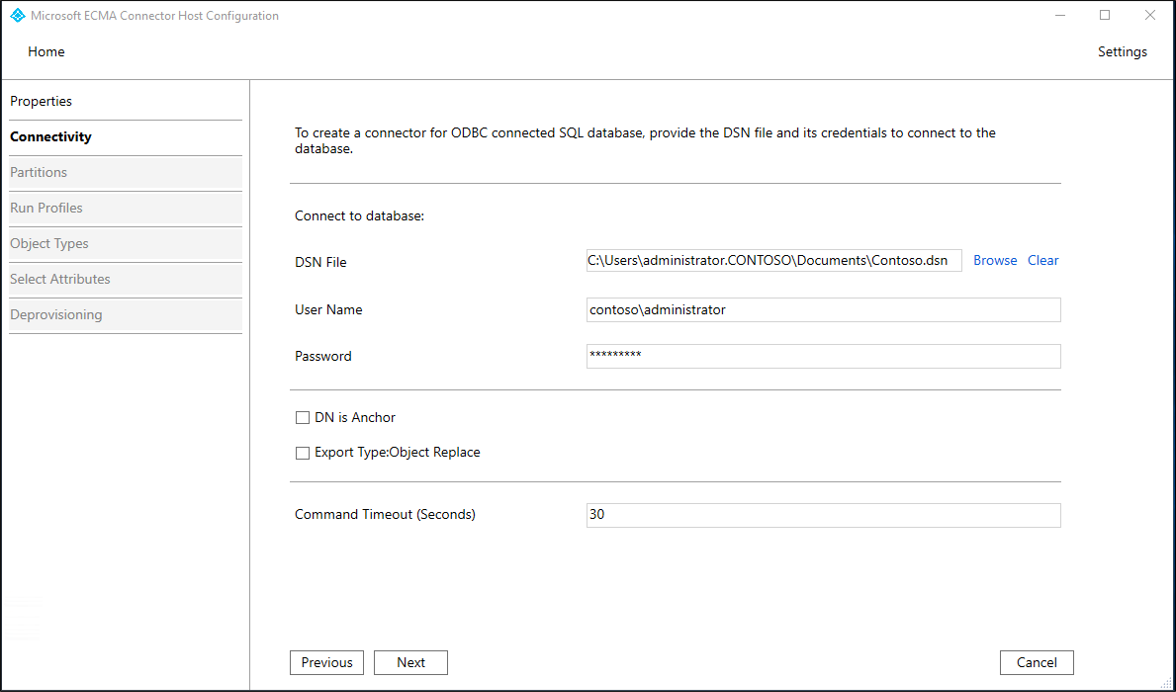 Microsoft ECMA Connector Host Configuration
Home
Settings
Properties
Connectivity
Partitions
Run Profiles
Object Types
Select Attributes
Deprovisioning
To create a connector for ODBC connected SQL database, provide the DSN file and its credentials to connect to the
database.
Connect to database:
DSN File
C:\Users\administrator.CONTOSO\Documents\Contoso.dsn
Browse
Clear
User Name
contoso\administrator
Password
*********
DN is Anchor
Export Type:Object Replace
Command Timeout (Seconds)
30
Previous
Next
Cancel